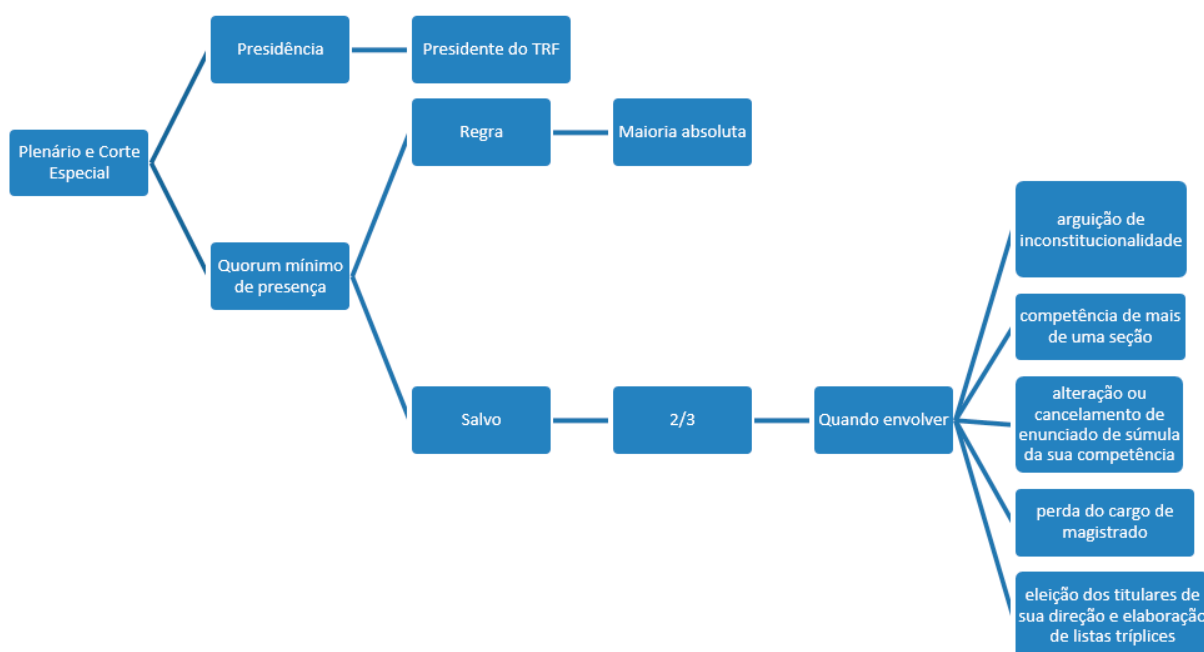 Presidência
Presidente do TRF
Regra
Maioria absoluta
Plenário e Corte
Especial
Quorum mínimo
de presença
Salvo
2/3
Quando envolver
arguição de
inconstitucionalidade
competência de mais
de uma seção
alteração ou
cancelamento de
enunciado de súmula
da sua competência
perda do cargo de
magistrado
eleição dos titulares de
sua direção e elaboração
de listas tríplices